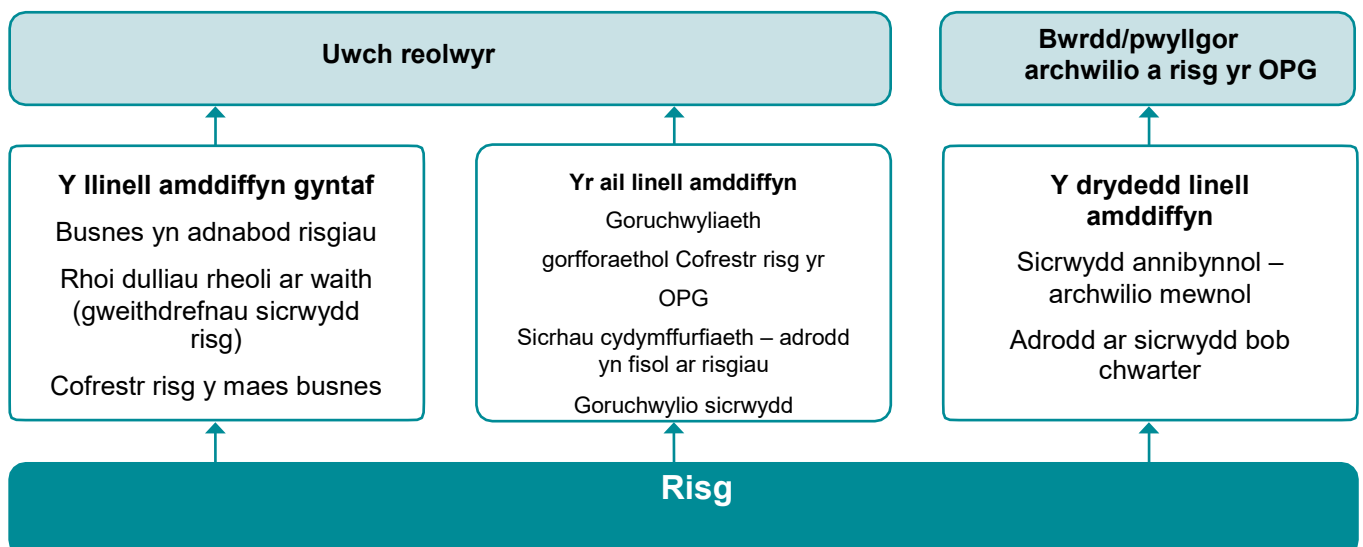 Uwch reolwyr
Bwrdd/pwyllgor
archwilio a risg yr OPG
Y llinell amddiffyn gyntaf
Busnes yn adnabod risgiau
Rhoi dulliau rheoli ar waith
(gweithdrefnau sicrwydd
risg)
Cofrestr risg y maes busnes
Yr ail linell amddiffyn
Goruchwyliaeth
gorfforaethol Cofrestr risg yr
OPG
Sicrhau cydymffurfiaeth – adrodd
yn fisol ar risgiau
Goruchwylio sicrwydd
Y drydedd linell
amddiffyn
Sicrwydd annibynnol –
archwilio mewnol
Adrodd ar sicrwydd bob
chwarter
Risg